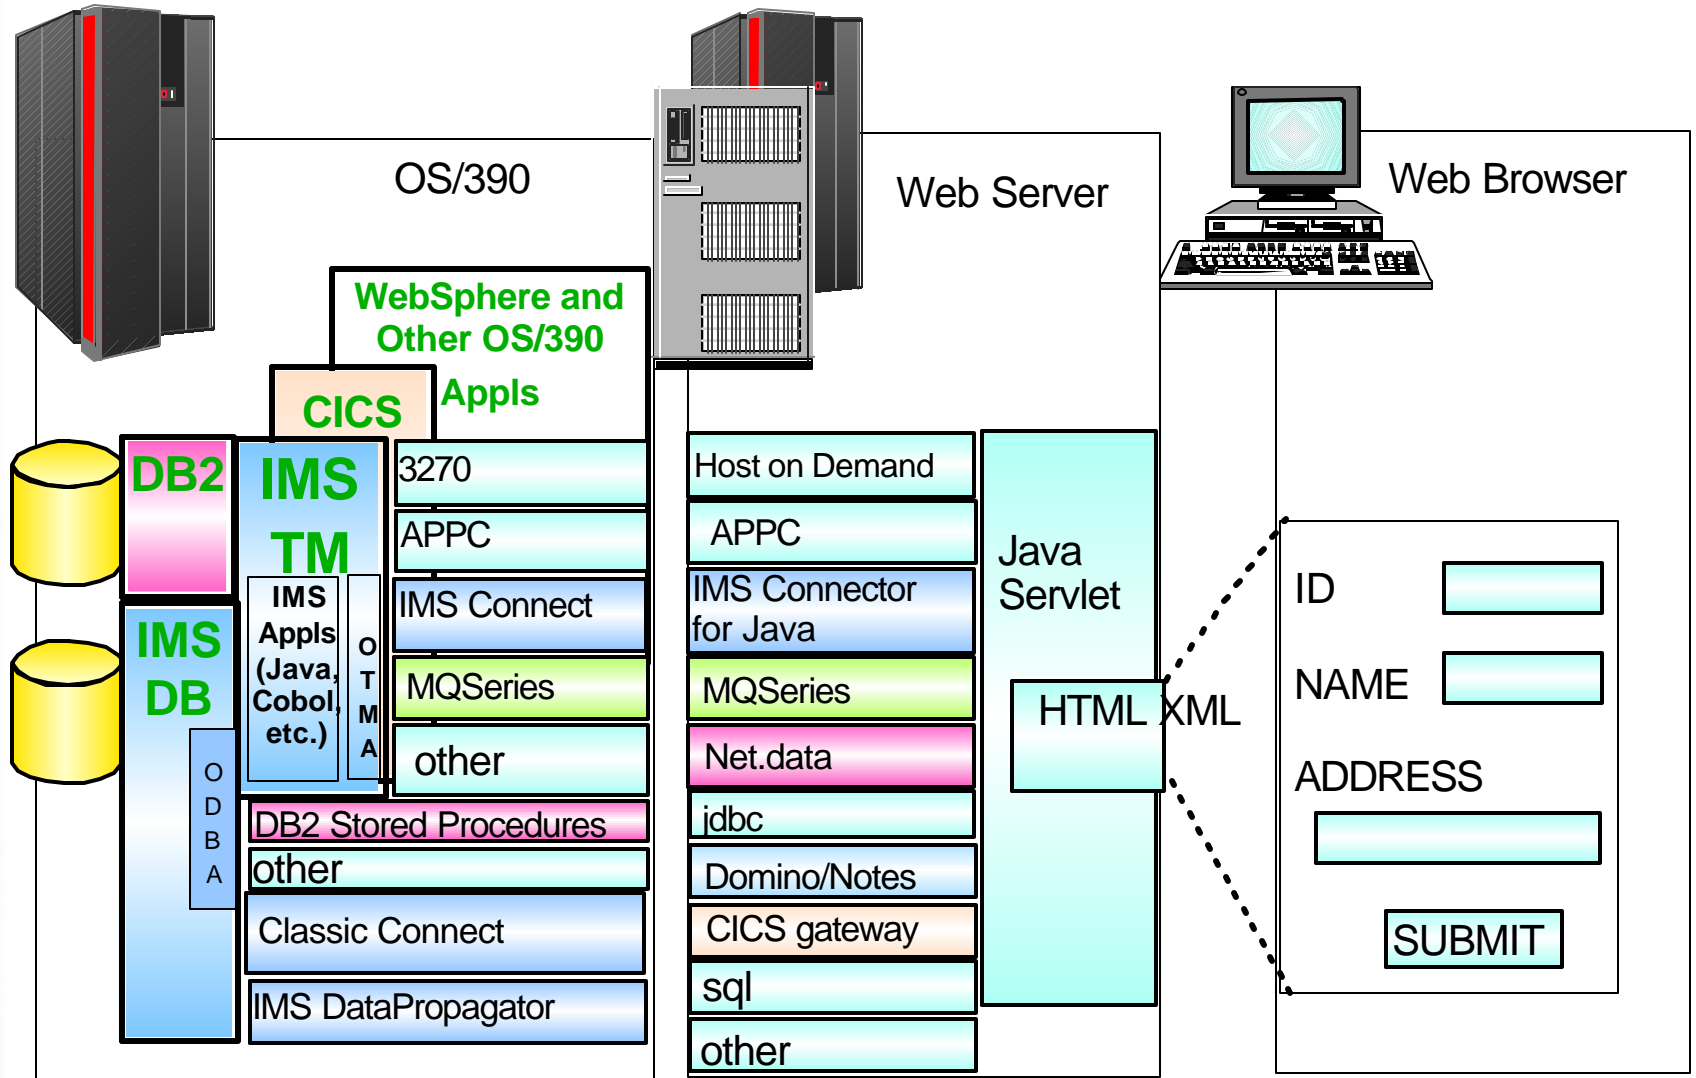 OS/390
WebSphere and
Other OS/390
Appls
CICS
DB2
IMS
TM
IMS
Appls
(Java,
Cobol,
etc.)
O
T
M
A
IMS
DB
O
D
B
A
3270
APPC
IMS Connect
MQSeries
other
DB2 Stored Procedures
other
Classic Connect
IMS DataPropagator
Web Server
Host on Demand
APPC
IMS Connector
for Java
MQSeries
Net.data
jdbc
Domino/Notes
CICS gateway
sql
other
Java
Servlet
HTML XML
Web Browser
ID
NAME
ADDRESS
SUBMIT